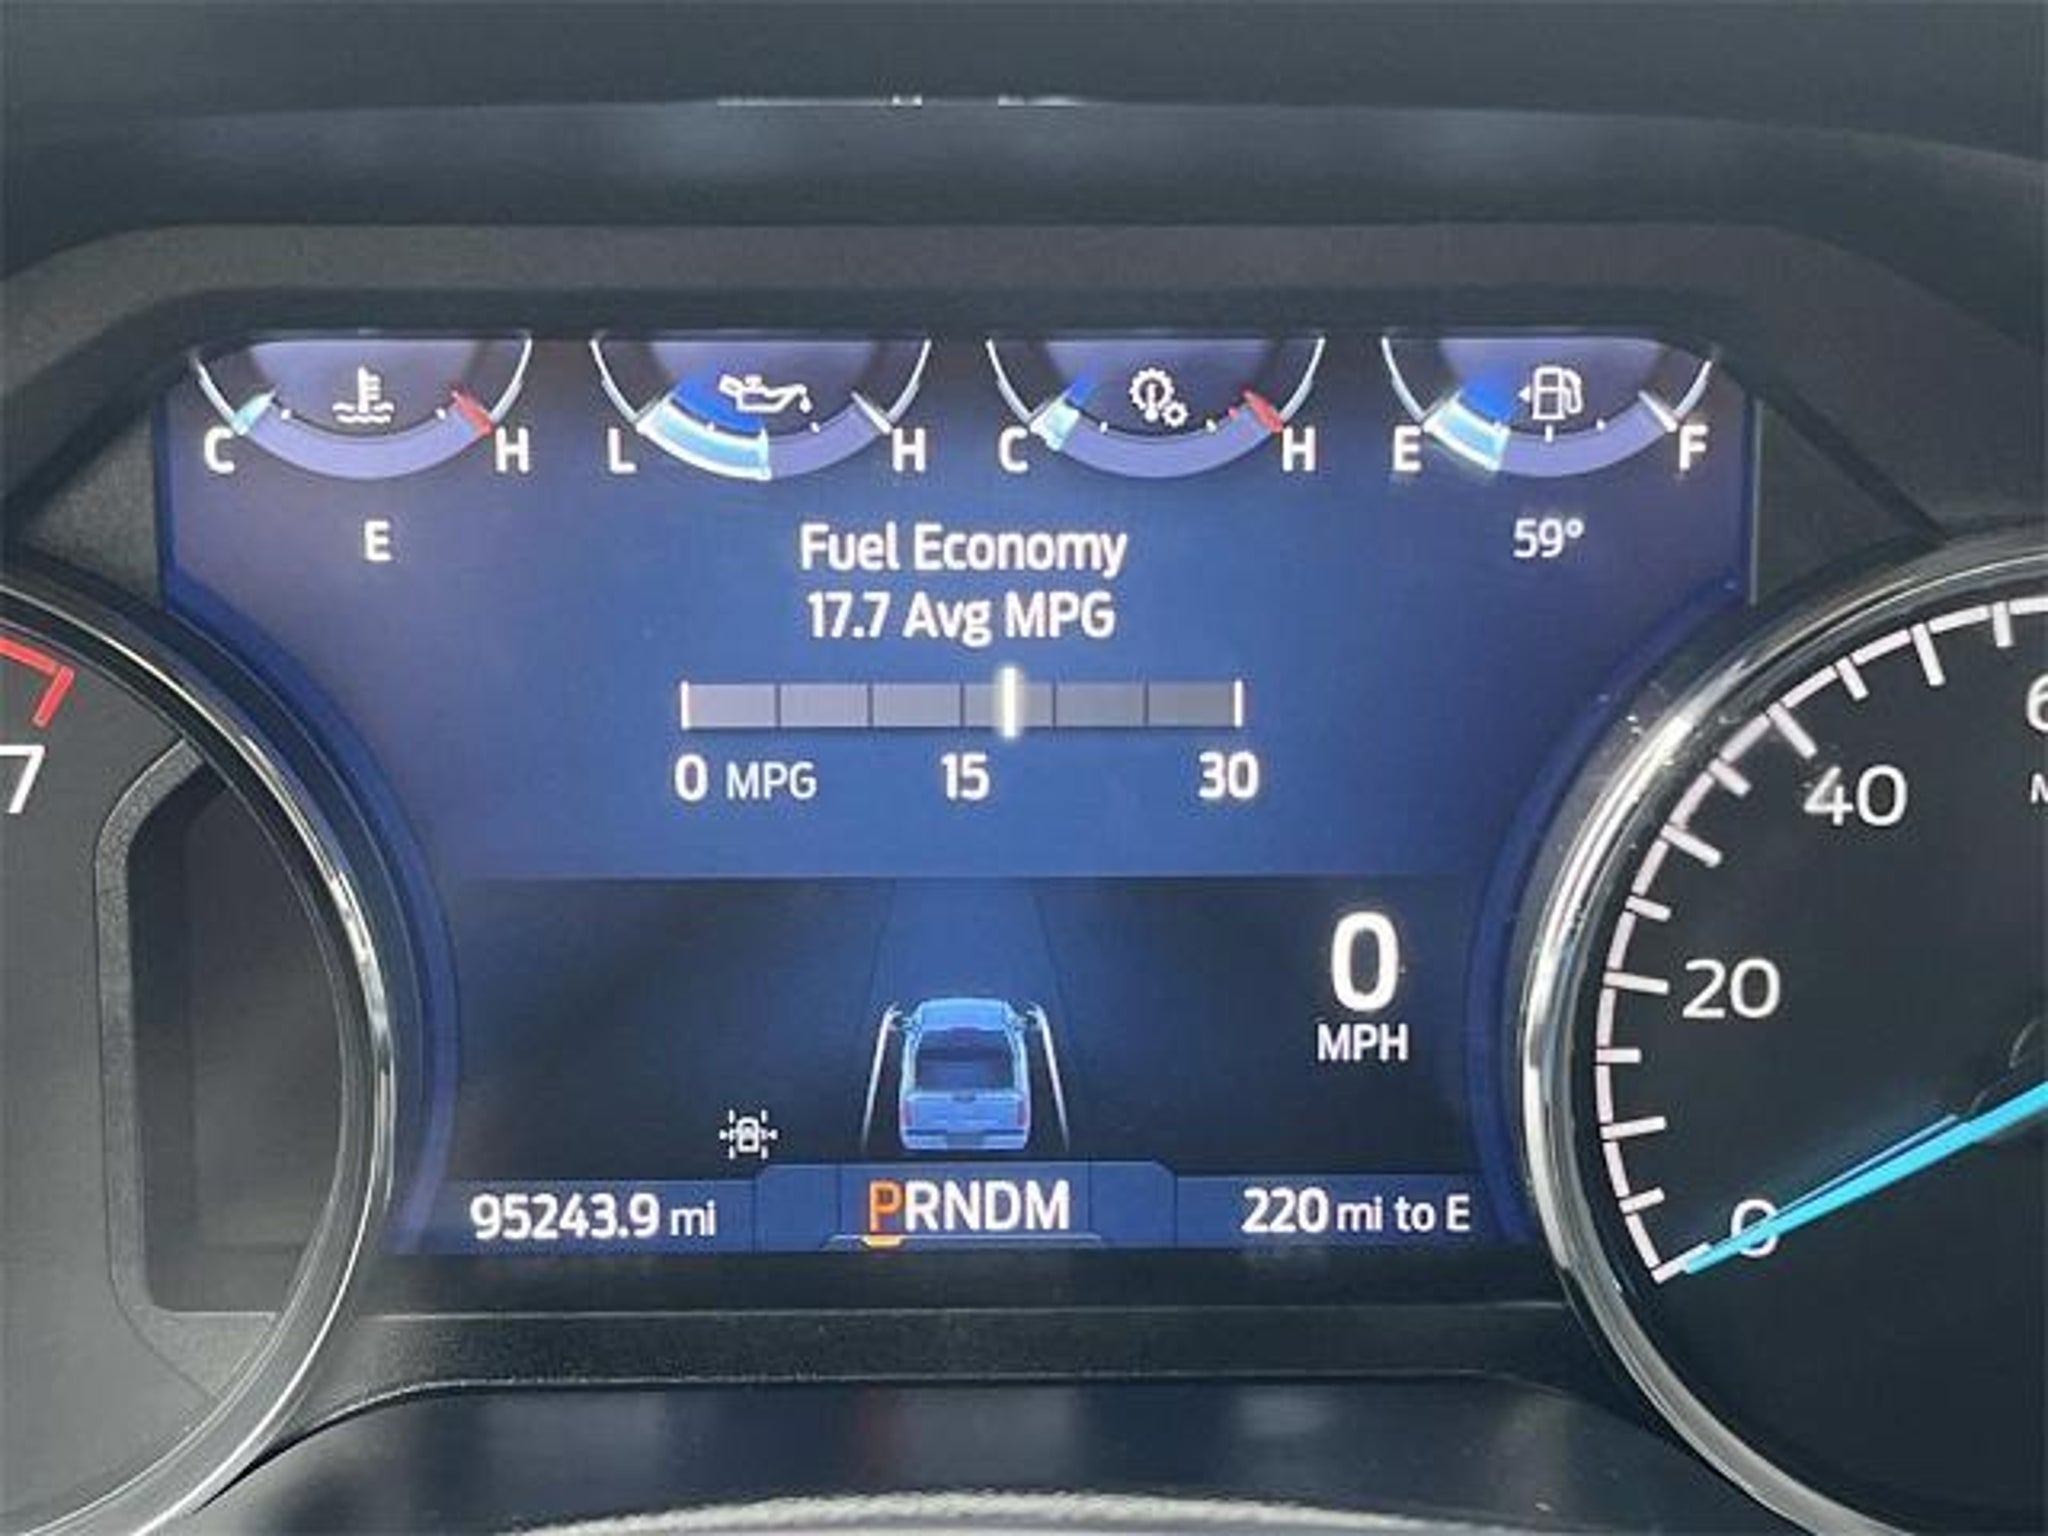 C H L H C H E F
E
59°
Fuel Economy
17.7 Avg MPG
0 MPG 15 30
7
40
20
0
0
MPH
95243.9 mi
PRNDM
220 mi to E